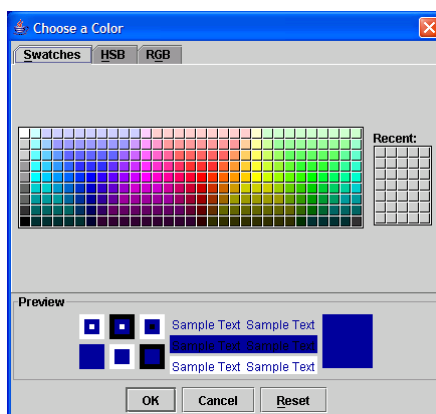 Choose a Color
Swatches HSB RGB
Recent:
Preview
Sample Text Sample Text
Sample Text Sample Text
Sample Text Sample Text
OK Cancel Reset